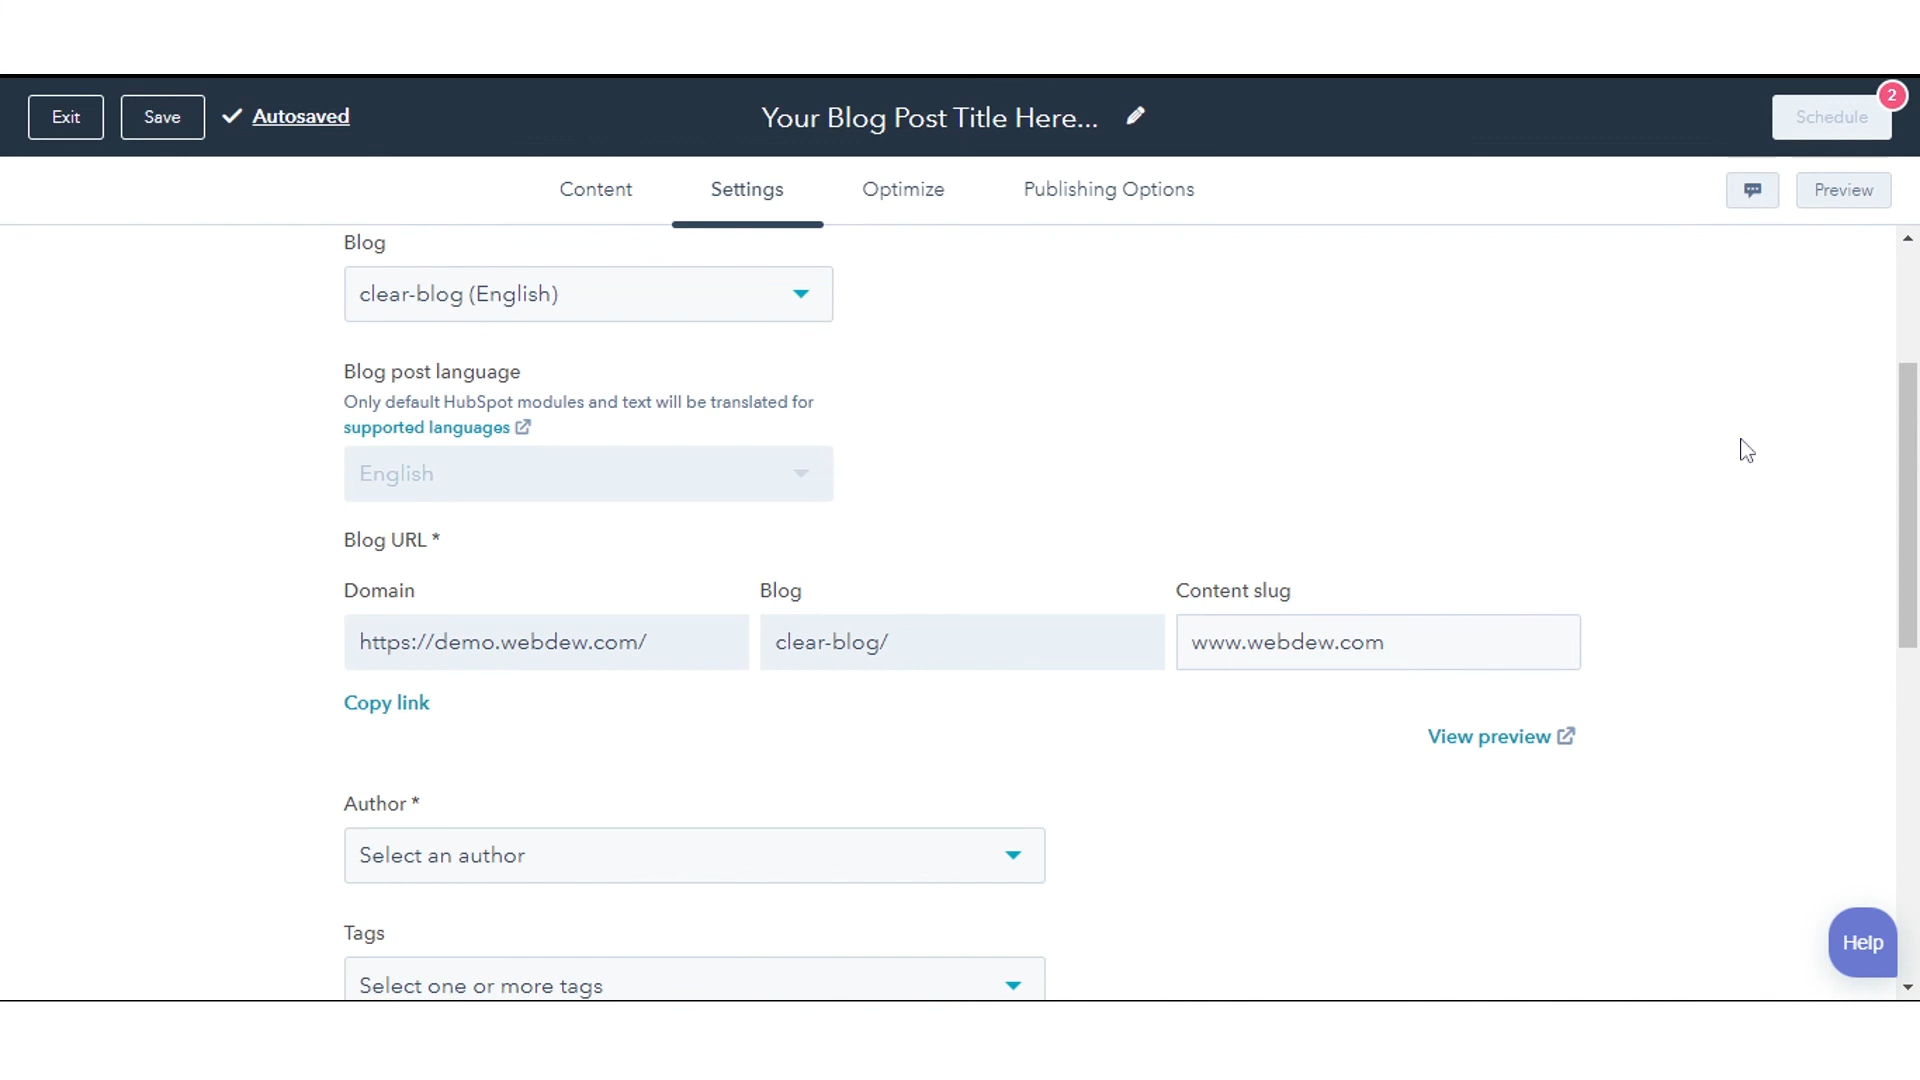 Exit Save Autosaved Your Blog Post Title Here... Schedule 2
Content Settings Optimize Publishing Options Preview
Blog
clear-blog (English)
Blog post language
Only default HubSpot modules and text will be translated for
supported languages
English
Blog URL *
Domain Blog Content slug
https://demo.webdew.com/ clear-blog/ www.webdew.com
Copy link
View preview
Author *
Select an author
Tags
Select one or more tags
Help